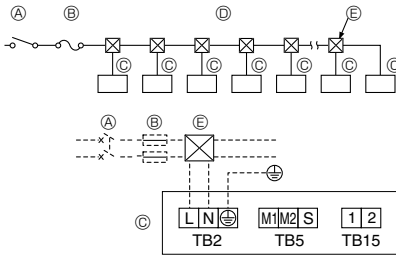 Ⓐ Ⓑ Ⓓ Ⓔ
Ⓒ Ⓒ Ⓒ Ⓒ Ⓒ Ⓒ Ⓒ
Ⓐ Ⓑ Ⓔ
Ⓒ L N M1 M2 S 1 2
TB2 TB5 TB15